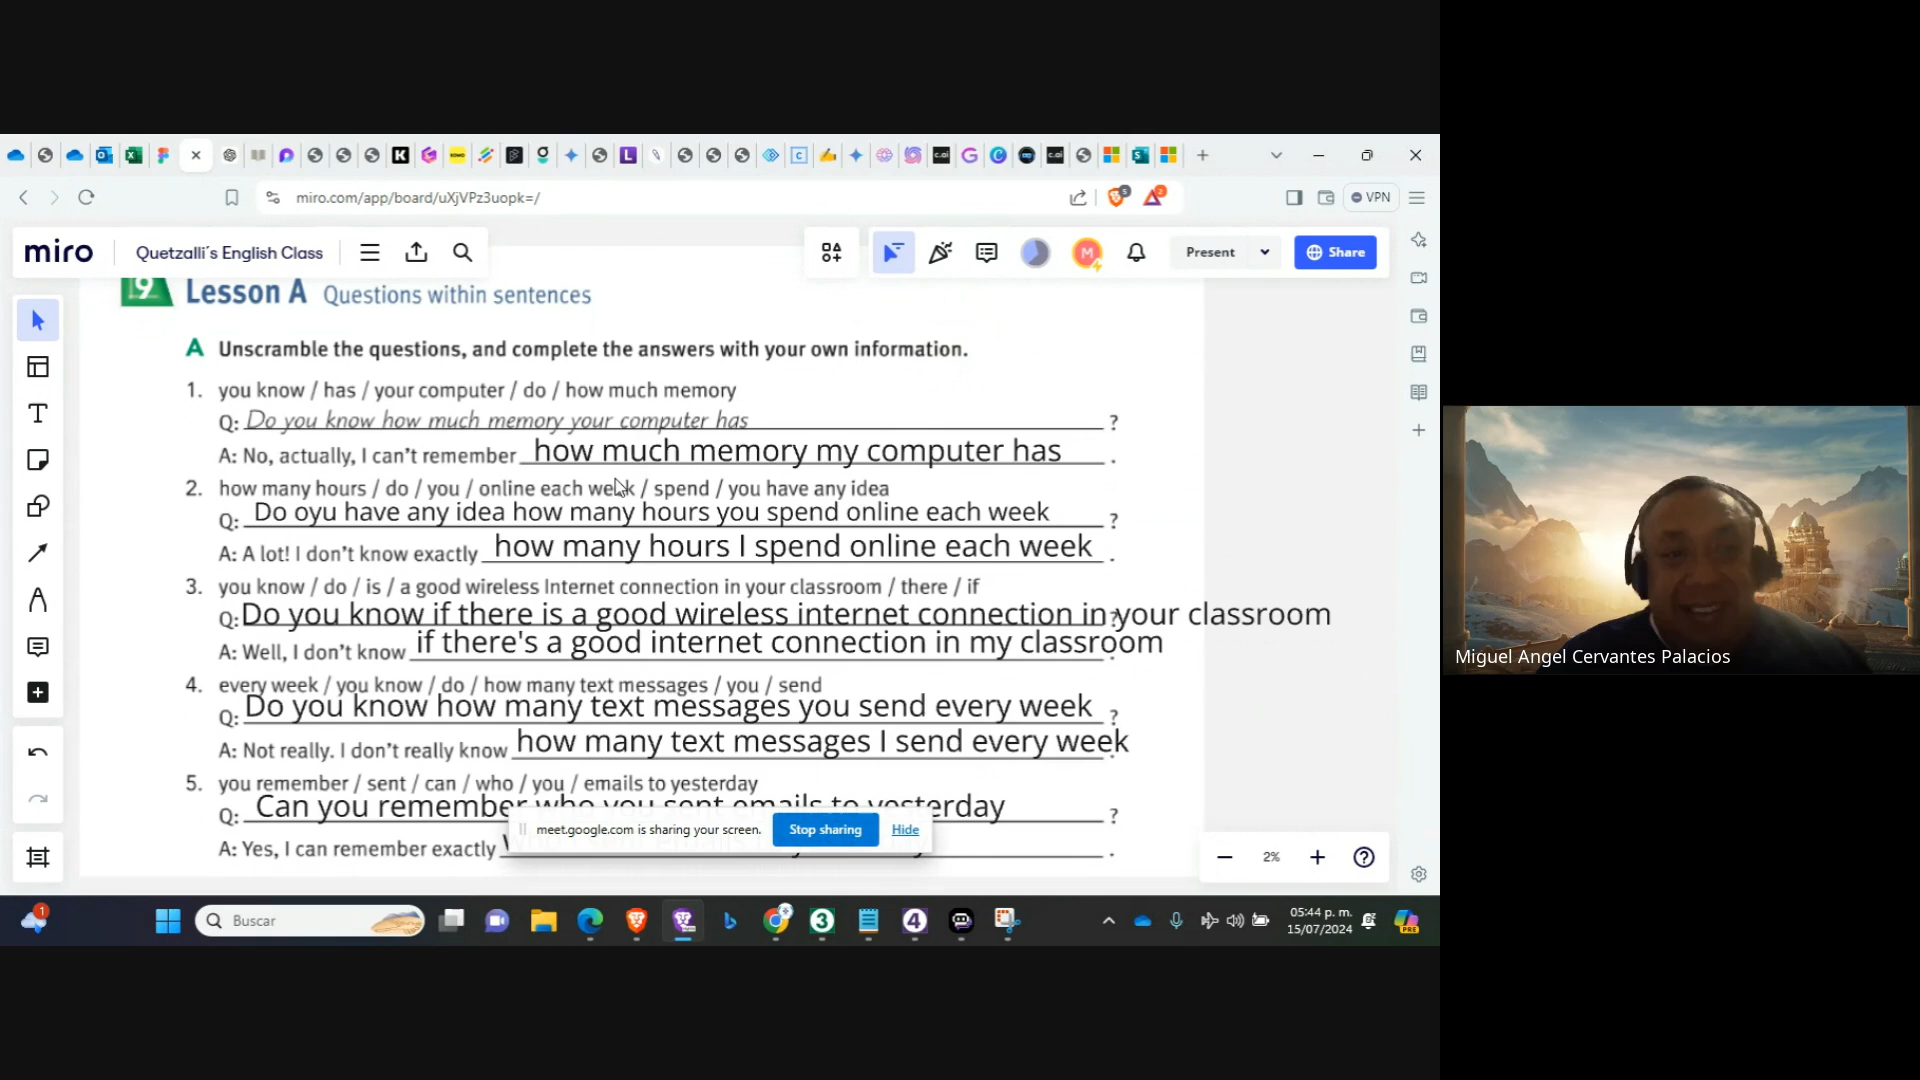 miro.com/app/board/uXjVPz3uopk=/
VPN
miro Quetzalli´s English Class
Present
Share
9 Lesson A Questions within sentences
A Unscramble the questions, and complete the answers with your own information.
1. you know / has / your computer / do / how much memory
Q: Do you know how much memory your computer has ?
A: No, actually, I can't remember how much memory my computer has .
2. how many hours / do / you / online each week / spend / you have any idea
Q: Do oyu have any idea how many hours you spend online each week ?
A: A lot! I don't know exactly how many hours I spend online each week .
3. you know / do / is / a good wireless Internet connection in your classroom / there / if
Q: Do you know if there is a good wireless internet connection in your classroom ?
A: Well, I don't know if there's a good internet connection in my classroom .
4. every week / you know / do / how many text messages / you / send
Q: Do you know how many text messages you send every week ?
A: Not really. I don't really know how many text messages I send every week .
5. you remember / sent / can / who / you / emails to yesterday
Q: Can you remember who you sent emails to yesterday ?
A: Yes, I can remember exactly .
meet.google.com is sharing your screen. Stop sharing Hide
2%
Miguel Angel Cervantes Palacios
Buscar
05:44 p. m.
15/07/2024